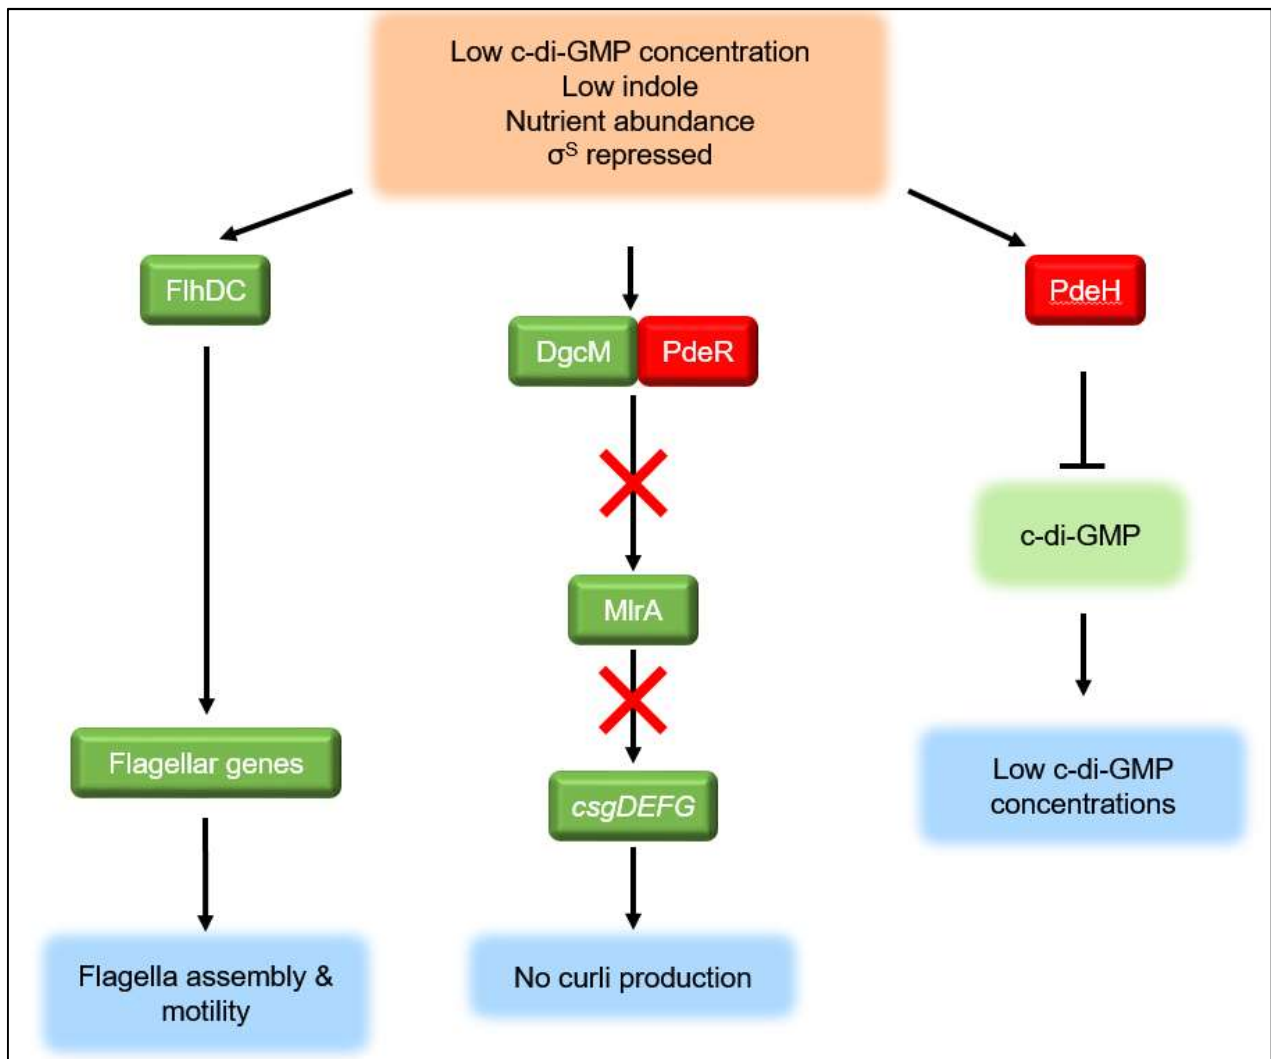 Low c-di-GMP concentration
Low indole
Nutrient abundance
σS repressed
FlhDC
PdeH
DgcM
PdeR
c-di-GMP
MlrA
Flagellar genes
Low c-di-GMP
concentrations
csgDEFG
Flagella assembly &
motility
No curli production